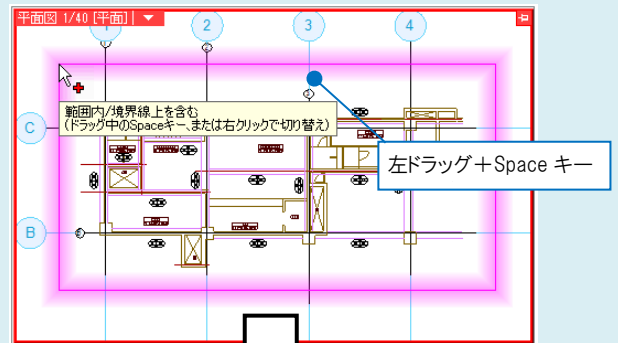 平面図 1/40 [平面]
1 2 3 4
範囲内/境界線上を含む
(ドラッグ中のSpaceキー、または右クリックで切り替え)
C
左ドラッグ＋Space キー
B